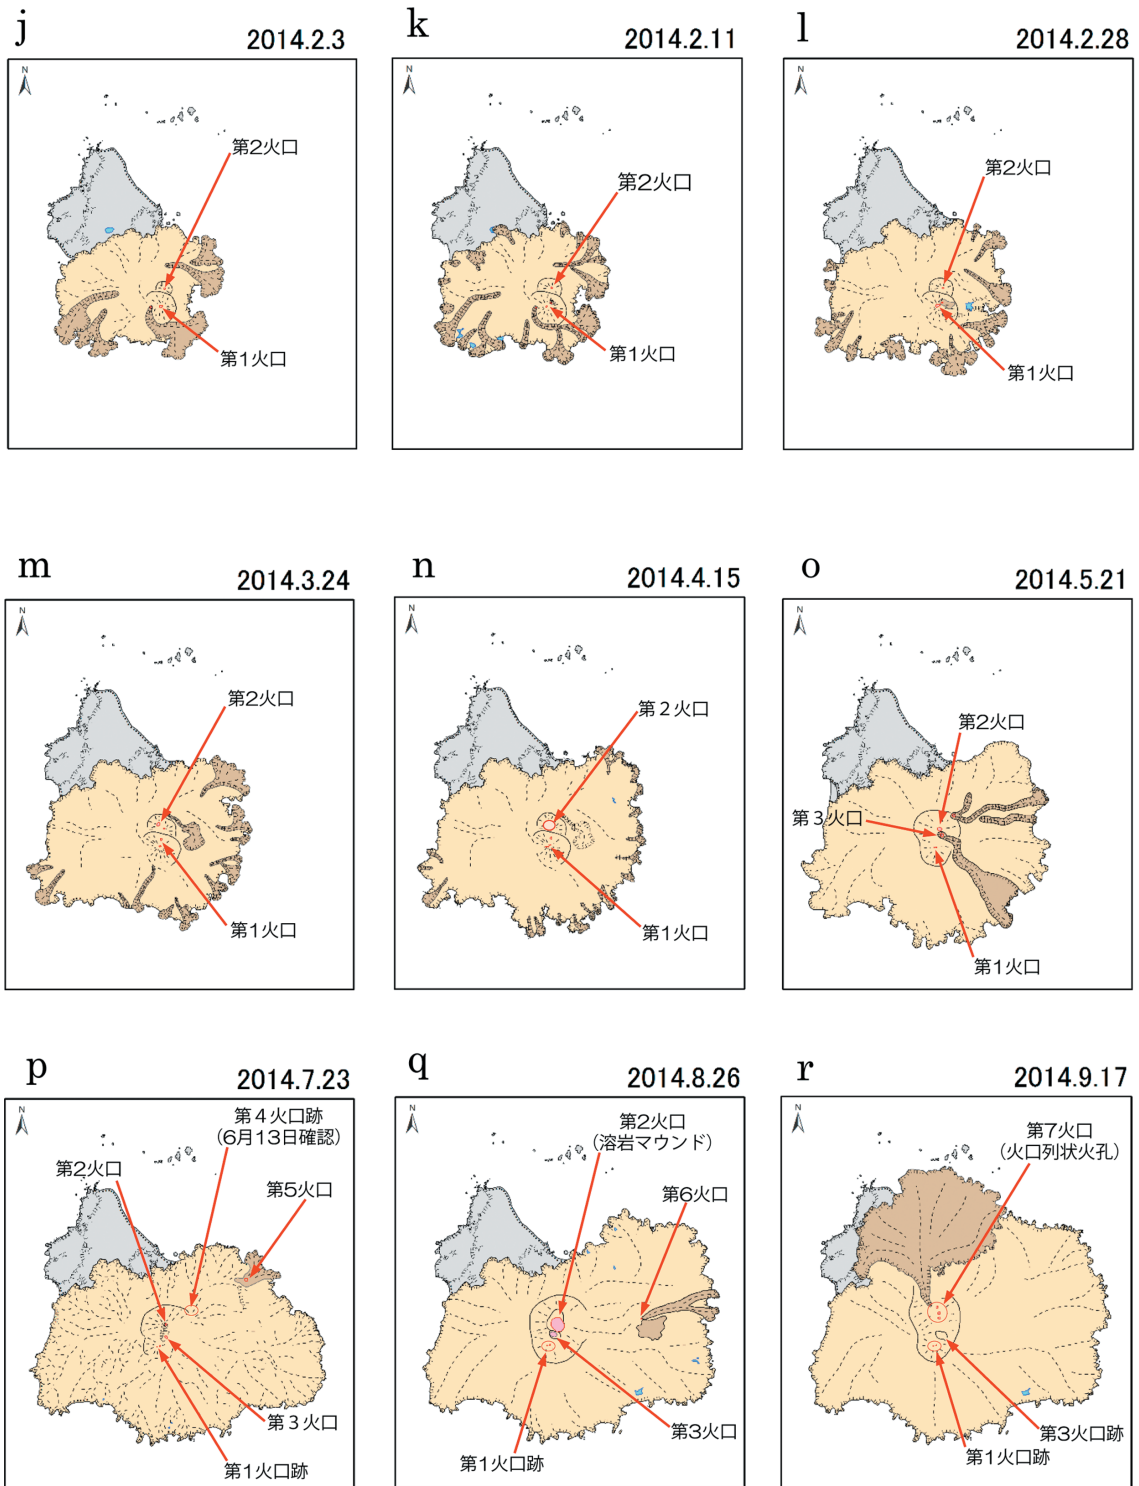 j
2014.2.3
N
第2火口
第1火口
k
2014.2.11
N
第2火口
第1火口
l
2014.2.28
N
第2火口
第1火口
m
2014.3.24
N
第2火口
第1火口
n
2014.4.15
N
第2火口
第1火口
o
2014.5.21
N
第2火口
第3火口
第1火口
p
2014.7.23
N
第4火口跡
(6月13日確認)
第2火口
第5火口
第3火口
第1火口跡
q
2014.8.26
N
第2火口
(溶岩マウンド)
第6火口
第3火口
第1火口跡
r
2014.9.17
N
第7火口
(火口列状火孔)
第3火口跡
第1火口跡